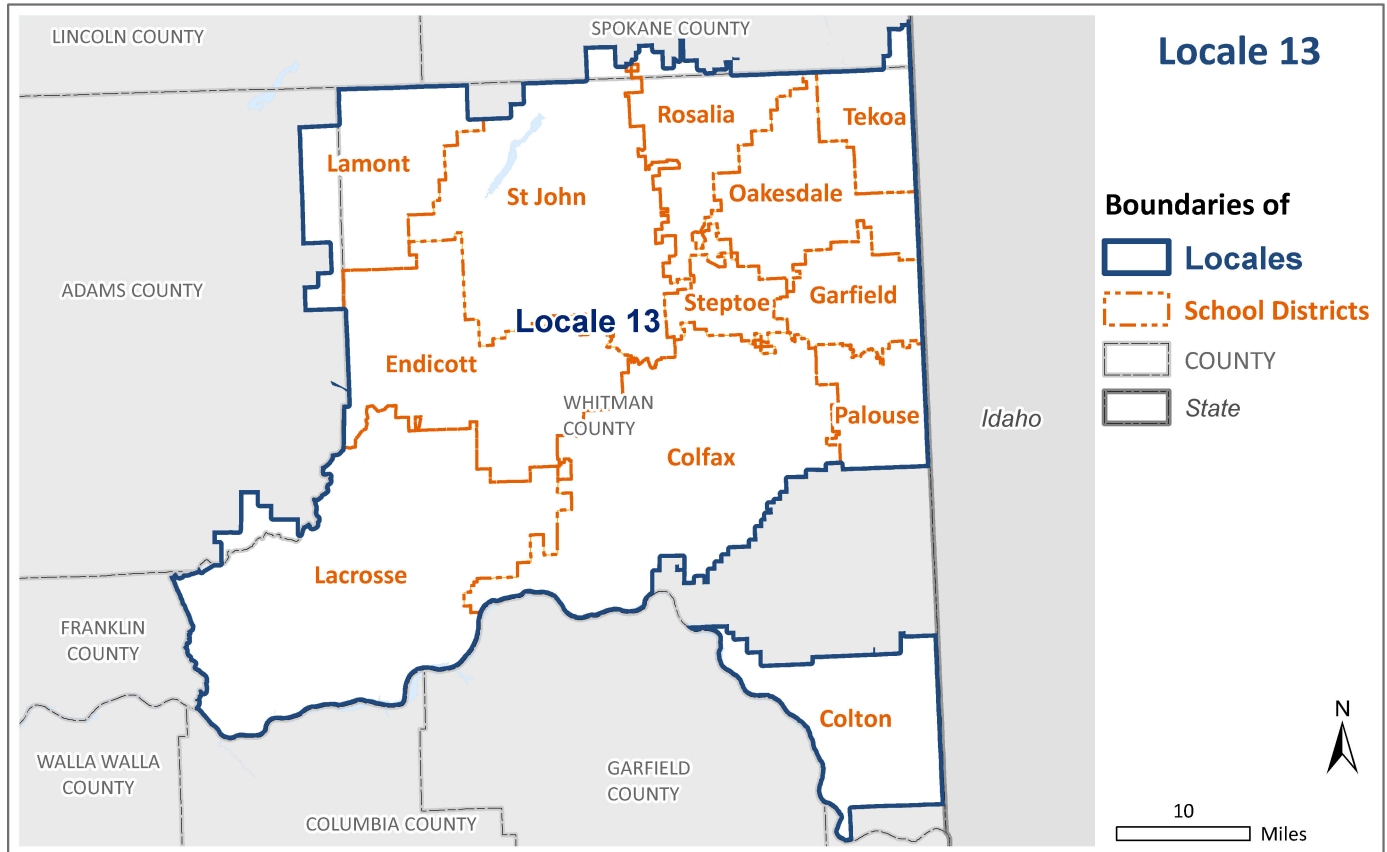 LINCOLN COUNTY
SPOKANE COUNTY
Locale 13
Rosalia
Tekoa
Lamont
St John
Oakesdale
Boundaries of
Locales
ADAMS COUNTY
Steptoe
Garfield
School Districts
Locale 13
Endicott
COUNTY
WHITMAN
COUNTY
Palouse
Idaho
State
Colfax
Lacrosse
FRANKLIN
COUNTY
Colton
N
WALLA WALLA
COUNTY
GARFIELD
COUNTY
COLUMBIA COUNTY
10
Miles